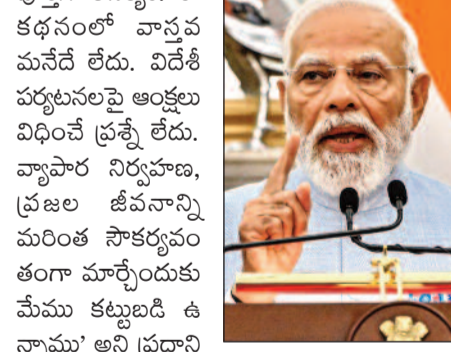 కథనంలో వాస్తవ
మనేదే లేదు. విదేశీ
పర్యటనలపై ఆంక్షలు
విధించే ప్రశ్నే లేదు.
వ్యాపార నిర్వహణ,
ప్రజల జీవనాన్ని
మరింత సౌకర్యవం
తంగా మార్చేందుకు
మేము కట్టుబడి ఉ
న్నాము' అని ప్రధాని